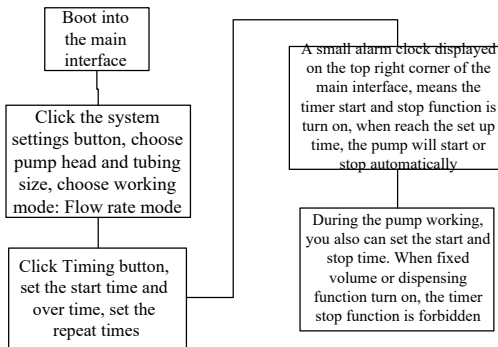 Boot into
the main
interface
Click the system
settings button, choose
pump head and tubing
size, choose working
mode: Flow rate mode
Click Timing button,
set the start time and
over time, set the
repeat times
A small alarm clock displayed
on the top right corner of the
main interface, means the
timer start and stop function is
turn on, when reach the set up
time, the pump will start or
stop automatically
During the pump working,
you also can set the start and
stop time. When fixed
volume or dispensing
function turn on, the timer
stop function is forbidden